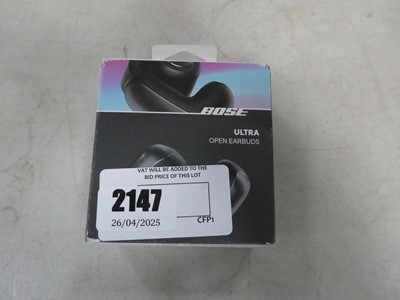 BOSE
ULTRA
OPEN EARBUDS
VAT WILL BE ADDED TO THE
BID PRICE OF THIS LOT
2147
26/04/2025
CFP1